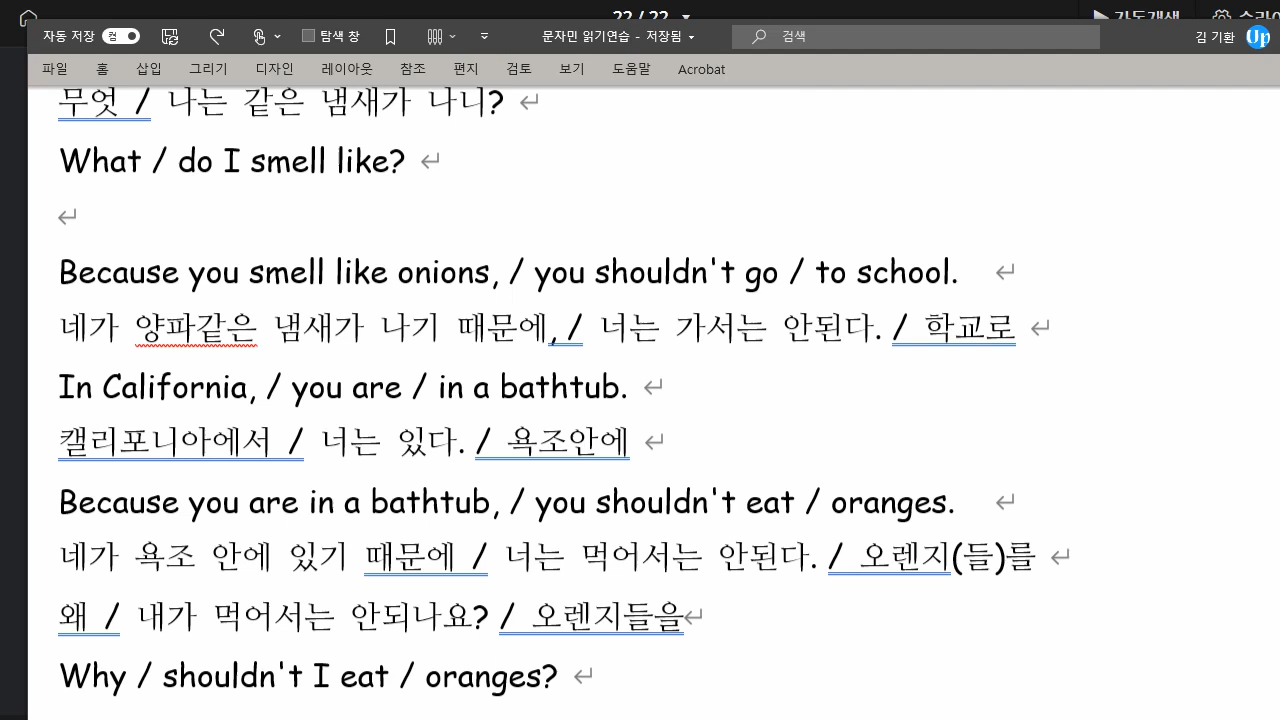 22 / 22
자동 저장 켬 탐색 창 문자민 읽기연습 - 저장됨 검색 김 기환 Up
파일 홈 삽입 그리기 디자인 레이아웃 참조 편지 검토 보기 도움말 Acrobat
무엇 / 나는 같은 냄새가 나니?
What / do I smell like?
Because you smell like onions, / you shouldn't go / to school.
네가 양파같은 냄새가 나기 때문에, / 너는 가서는 안된다. / 학교로
In California, / you are / in a bathtub.
캘리포니아에서 / 너는 있다. / 욕조안에
Because you are in a bathtub, / you shouldn't eat / oranges.
네가 욕조 안에 있기 때문에 / 너는 먹어서는 안된다. / 오렌지(들)를
왜 / 내가 먹어서는 안되나요? / 오렌지들을
Why / shouldn't I eat / oranges?